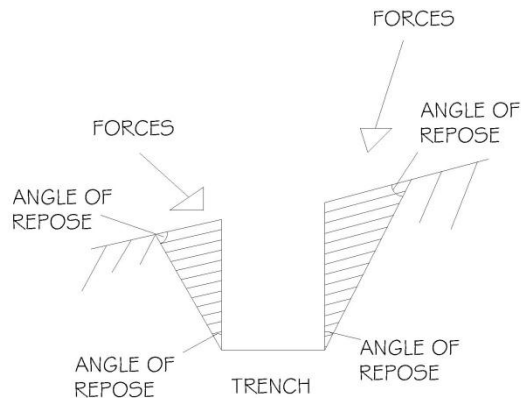 FORCES
ANGLE OF
REPOSE
FORCES
ANGLE OF
REPOSE
ANGLE OF
REPOSE
ANGLE OF
REPOSE
TRENCH